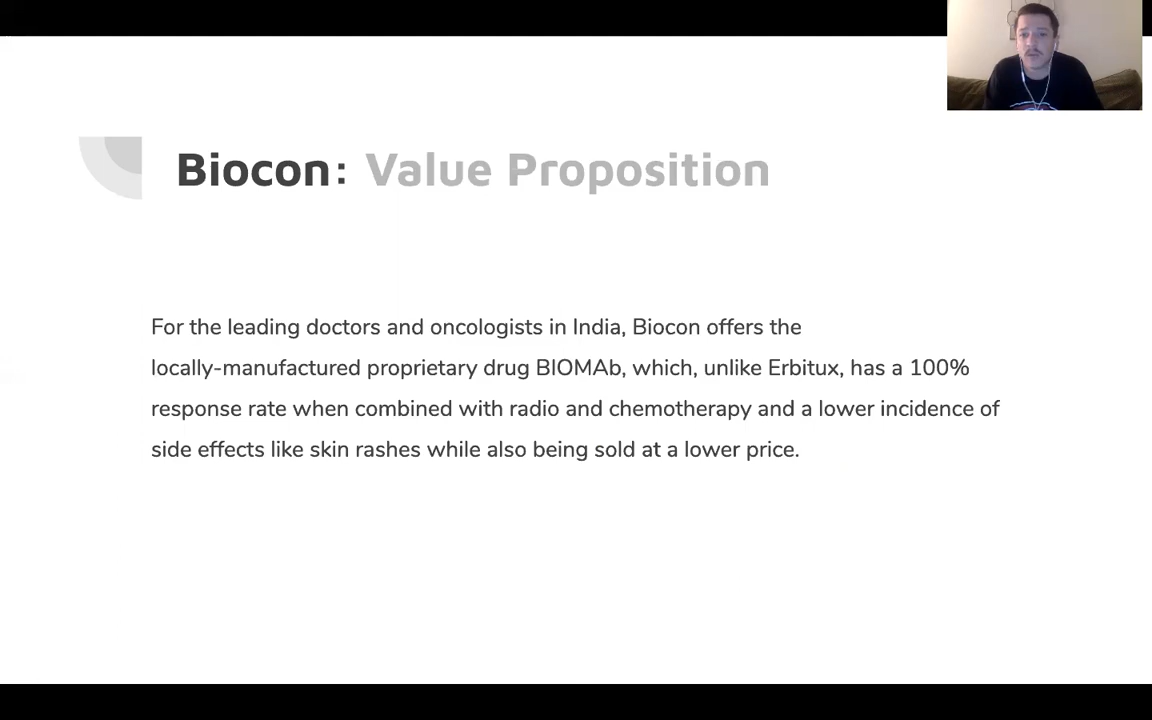 Biocon: Value Proposition
For the leading doctors and oncologists in India, Biocon offers the
locally-manufactured proprietary drug BIOMAb, which, unlike Erbitux, has a 100%
response rate when combined with radio and chemotherapy and a lower incidence of
side effects like skin rashes while also being sold at a lower price.